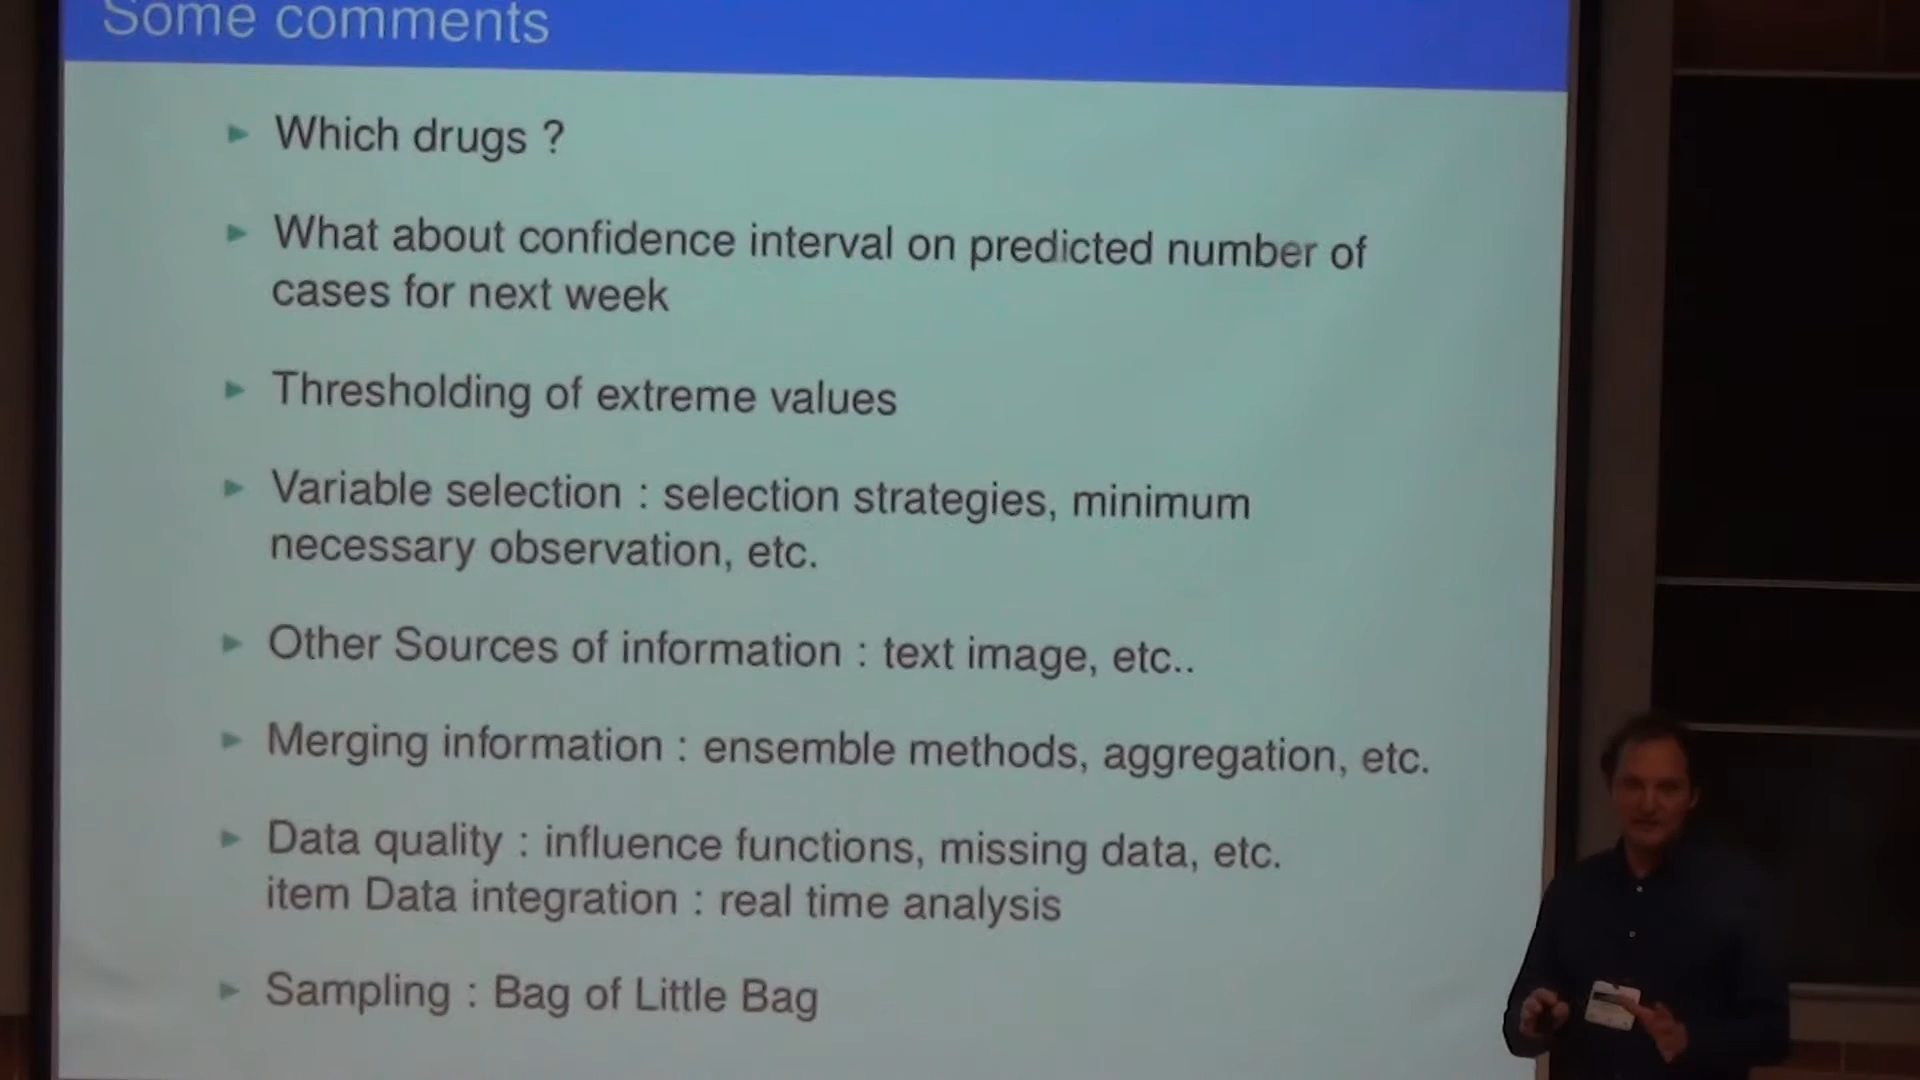 Some comments
Which drugs ?
What about confidence interval on predicted number of
cases for next week
Thresholding of extreme values
Variable selection : selection strategies, minimum
necessary observation, etc.
Other Sources of information : text image, etc..
Merging information : ensemble methods, aggregation, etc.
Data quality : influence functions, missing data, etc.
item Data integration : real time analysis
Sampling : Bag of Little Bag